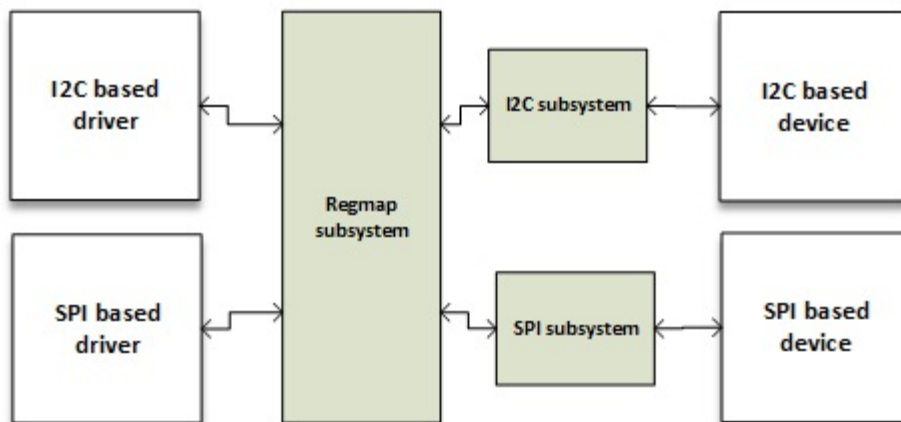 I2C based
driver
Regmap
subsystem
I2C subsystem
I2C based
device
SPI based
driver
SPI subsystem
SPI based
device